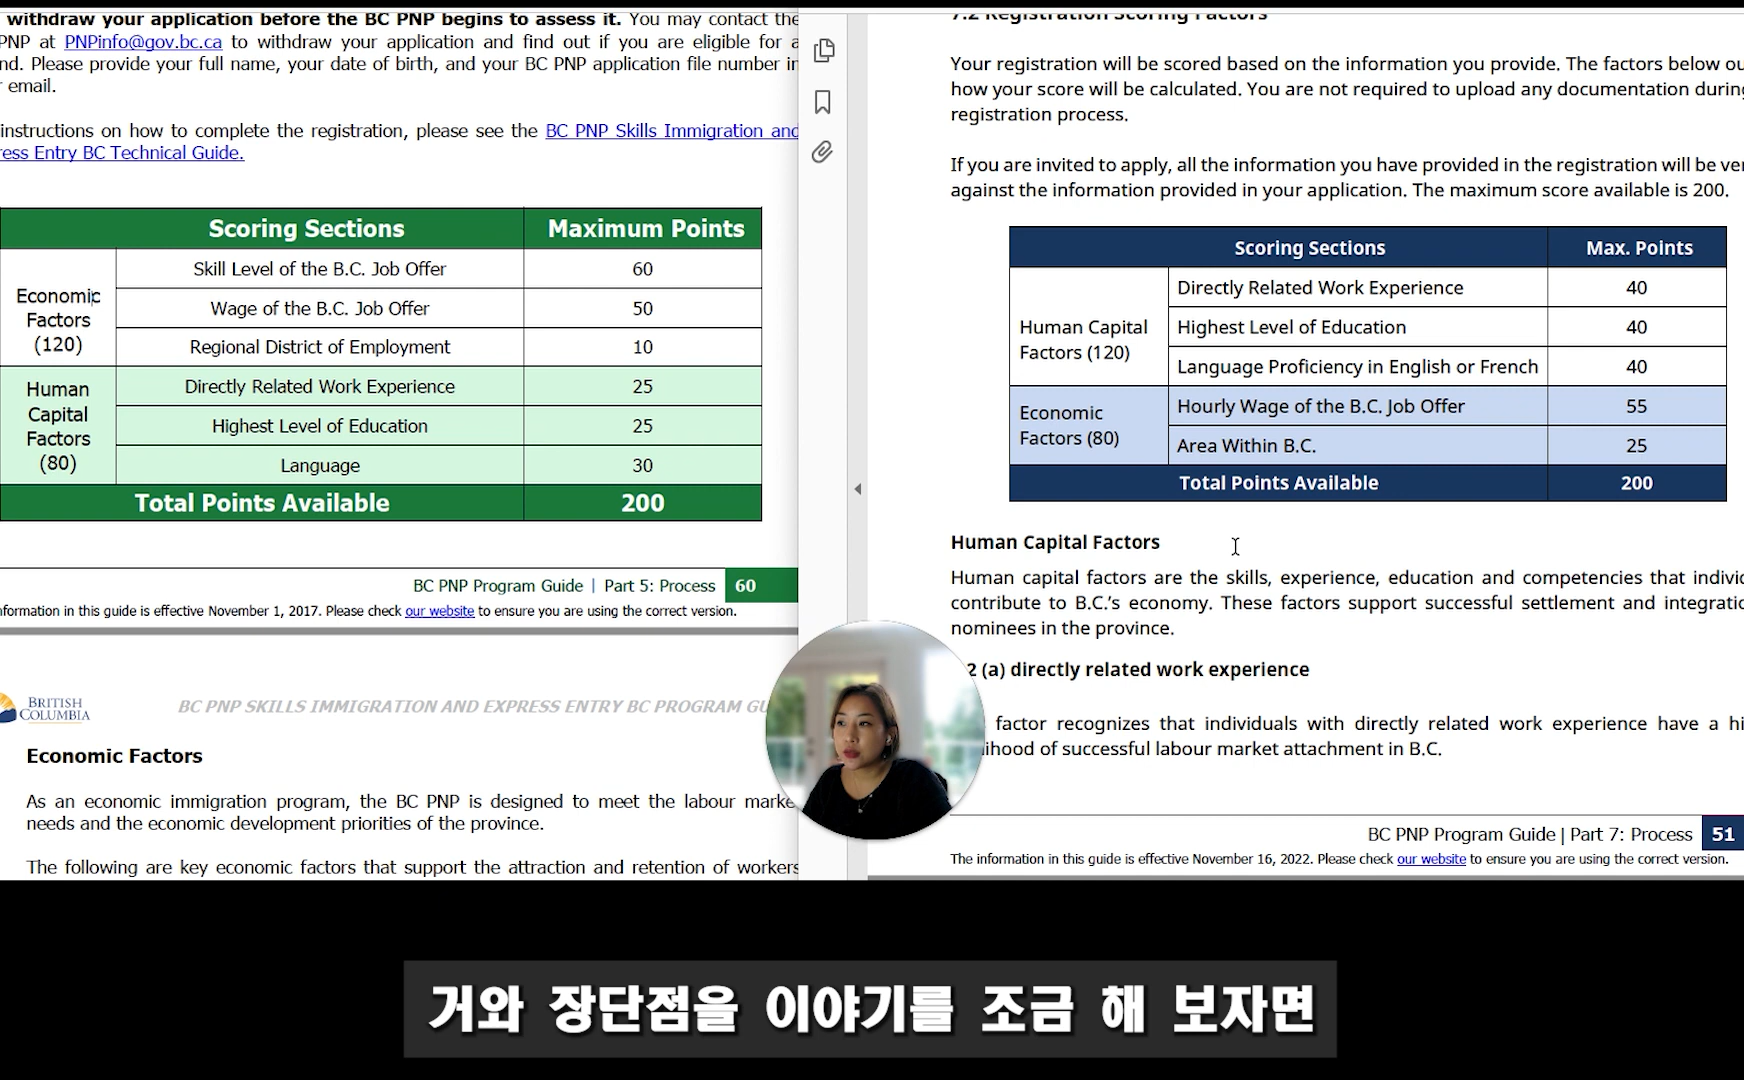 withdraw your application before the BC PNP begins to assess it. You may contact the
PNP at PNPinfo@gov.bc.ca to withdraw your application and find out if you are eligible for a
nd. Please provide your full name, your date of birth, and your BC PNP application file number in
email.
instructions on how to complete the registration, please see the BC PNP Skills Immigration and
ress Entry BC Technical Guide.
Scoring Sections Maximum Points
Economic Factors (120)
Skill Level of the B.C. Job Offer 60
Wage of the B.C. Job Offer 50
Regional District of Employment 10
Human Capital Factors (80)
Directly Related Work Experience 25
Highest Level of Education 25
Language 30
Total Points Available 200
BC PNP Program Guide | Part 5: Process 60
nformation in this guide is effective November 1, 2017. Please check our website to ensure you are using the correct version.
BRITISH
COLUMBIA
BC PNP SKILLS IMMIGRATION AND EXPRESS ENTRY BC PROGRAM GU
Economic Factors
As an economic immigration program, the BC PNP is designed to meet the labour marke
needs and the economic development priorities of the province.
The following are key economic factors that support the attraction and retention of workers
7.2 Registration Scoring Factors
Your registration will be scored based on the information you provide. The factors below ou
how your score will be calculated. You are not required to upload any documentation during
registration process.
If you are invited to apply, all the information you have provided in the registration will be ver
against the information provided in your application. The maximum score available is 200.
Scoring Sections Max. Points
Human Capital Factors (120)
Directly Related Work Experience 40
Highest Level of Education 40
Language Proficiency in English or French 40
Economic Factors (80)
Hourly Wage of the B.C. Job Offer 55
Area Within B.C. 25
Total Points Available 200
Human Capital Factors
Human capital factors are the skills, experience, education and competencies that individ
contribute to B.C.'s economy. These factors support successful settlement and integratio
nominees in the province.
2 (a) directly related work experience
factor recognizes that individuals with directly related work experience have a hi
lihood of successful labour market attachment in B.C.
BC PNP Program Guide | Part 7: Process 51
The information in this guide is effective November 16, 2022. Please check our website to ensure you are using the correct version.
거와 장단점을 이야기를 조금 해 보자면